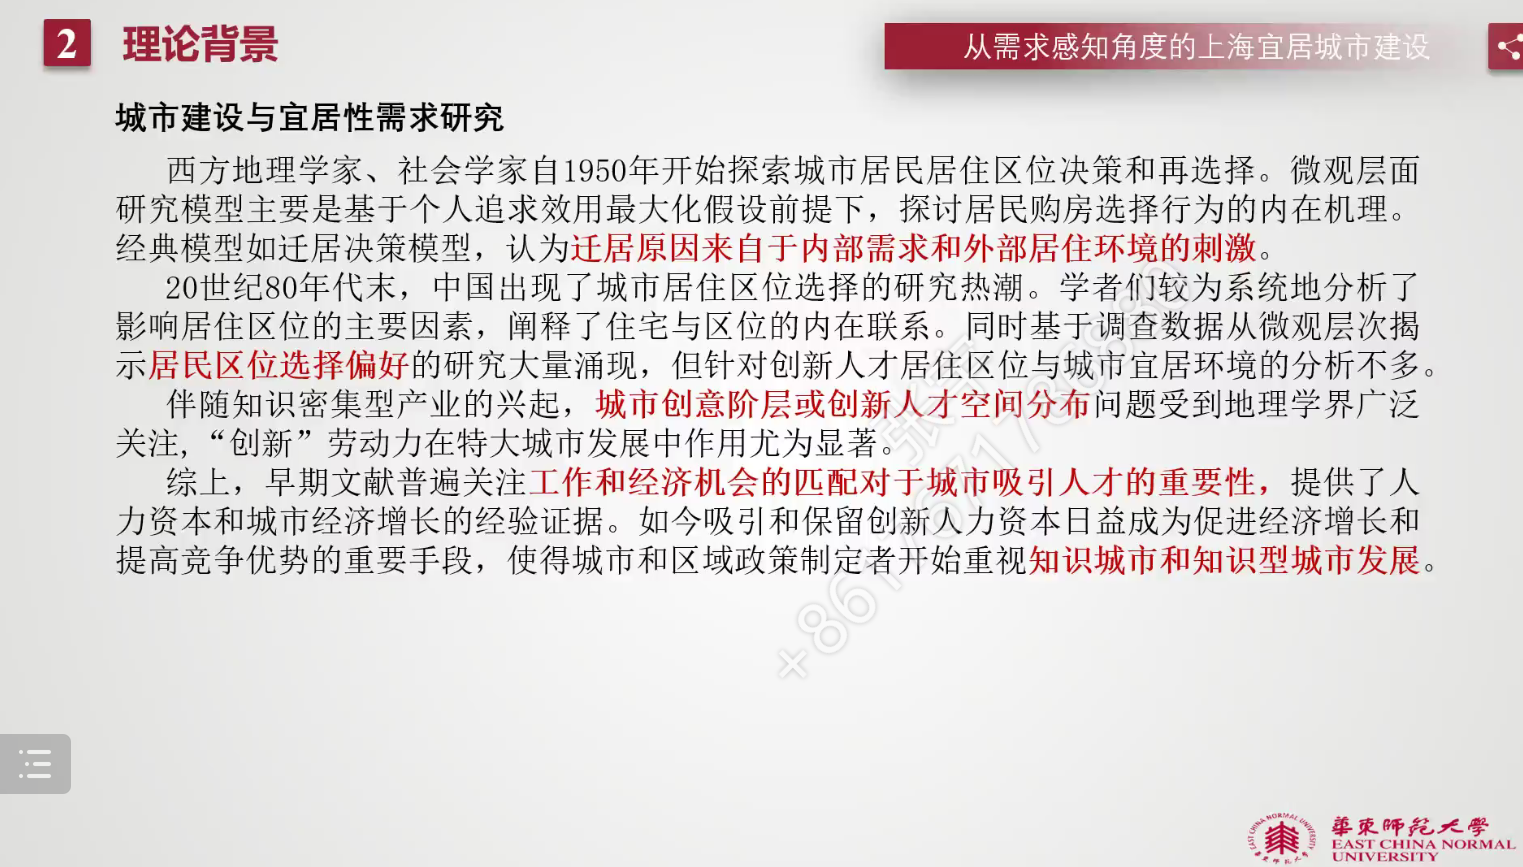 2 理论背景
从需求感知角度的上海宜居城市建设
城市建设与宜居性需求研究
西方地理学家、社会学家自1950年开始探索城市居民居住区位决策和再选择。微观层面
研究模型主要是基于个人追求效用最大化假设前提下，探讨居民购房选择行为的内在机理。
经典模型如迁居决策模型，认为迁居原因来自于内部需求和外部居住环境的刺激。
20世纪80年代末，中国出现了城市居住区位选择的研究热潮。学者们较为系统地分析了
影响居住区位的主要因素，阐释了住宅与区位的内在联系。同时基于调查数据从微观层次揭
示居民区位选择偏好的研究大量涌现，但针对创新人才居住区位与城市宜居环境的分析不多。
伴随知识密集型产业的兴起，城市创意阶层或创新人才空间分布问题受到地理学界广泛
关注，“创新”劳动力在特大城市发展中作用尤为显著。
综上，早期文献普遍关注工作和经济机会的匹配对于城市吸引人才的重要性，提供了人
力资本和城市经济增长的经验证据。如今吸引和保留创新人力资本日益成为促进经济增长和
提高竞争优势的重要手段，使得城市和区域政策制定者开始重视知识城市和知识型城市发展。
華東師範大學
EAST CHINA NORMAL
UNIVERSITY